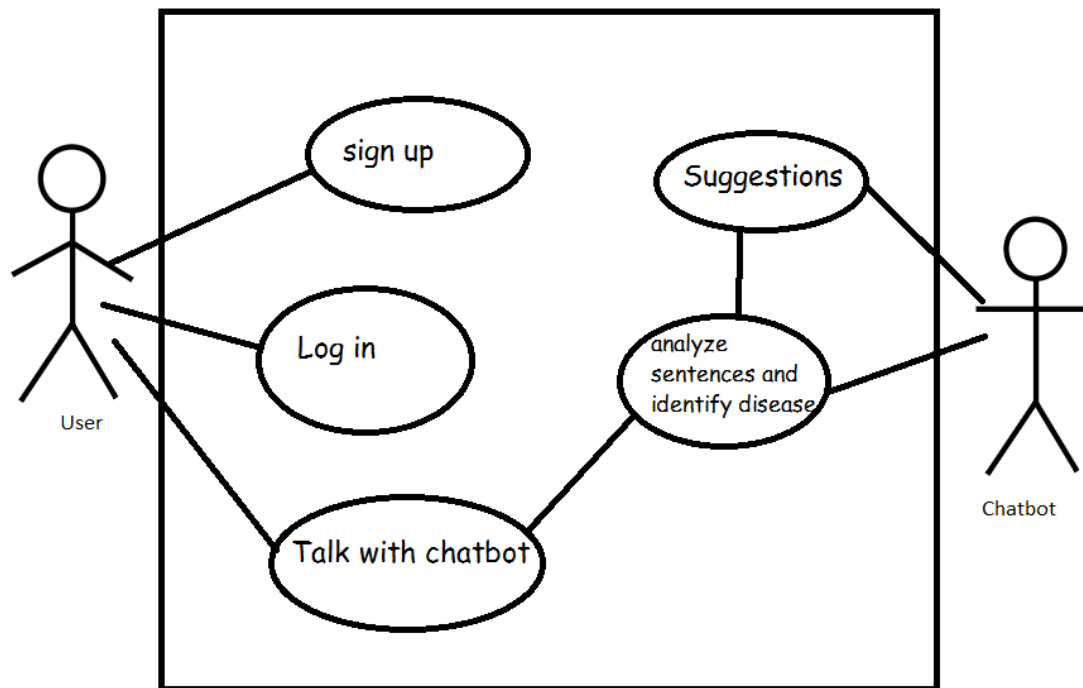 sign up
Suggestions
Log in
analyze
sentences and
identify disease
User
Talk with chatbot
Chatbot